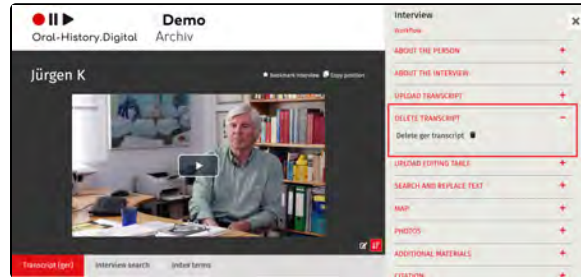 Demo
Oral-History.Digital Archiv
Jürgen K
Bookmark interview Copy position
Transcript (ger)
Interview search
Index terms
Interview
Workflow
ABOUT THE PERSON +
ABOUT THE INTERVIEW +
UPLOAD TRANSCRIPT +
DELETE TRANSCRIPT −
Delete ger transcript
UPLOAD EDITING TABLE +
SEARCH AND REPLACE TEXT +
MAP +
PHOTOS +
ADDITIONAL MATERIALS +
CITATION +